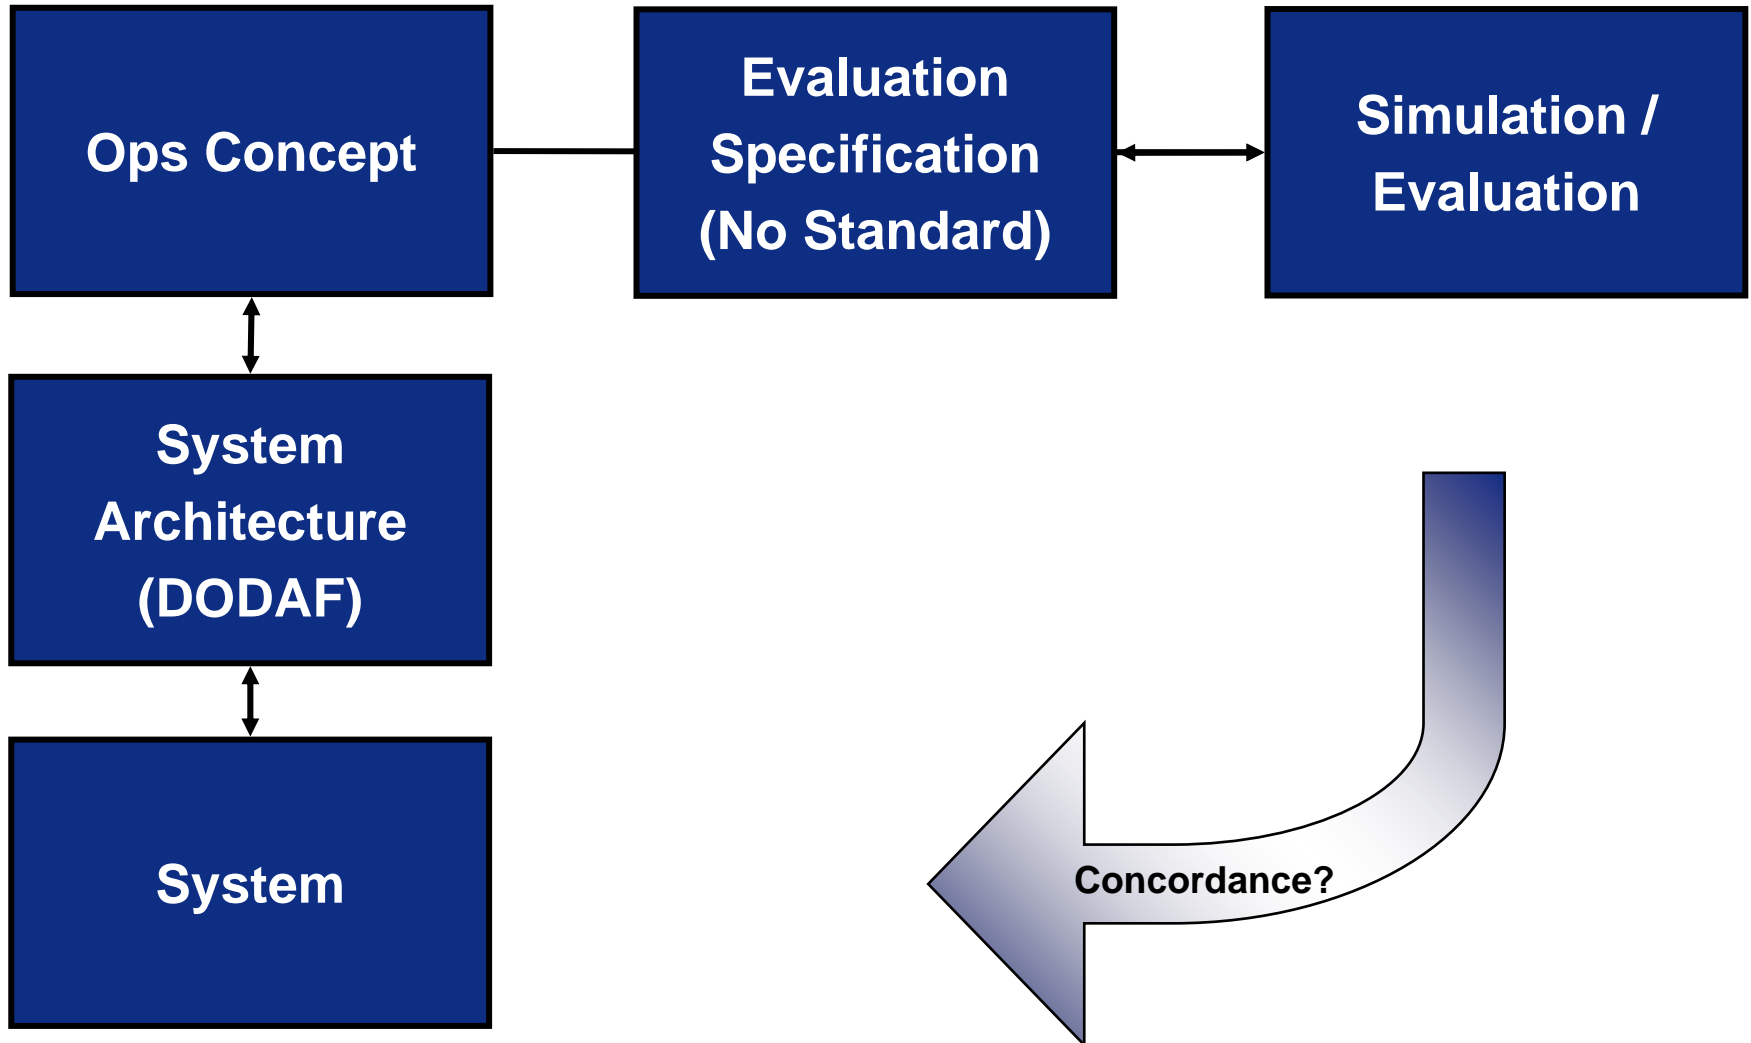 Ops Concept
Evaluation
Specification
(No Standard)
Simulation /
Evaluation
System
Architecture
(DODAF)
System
Concordance?